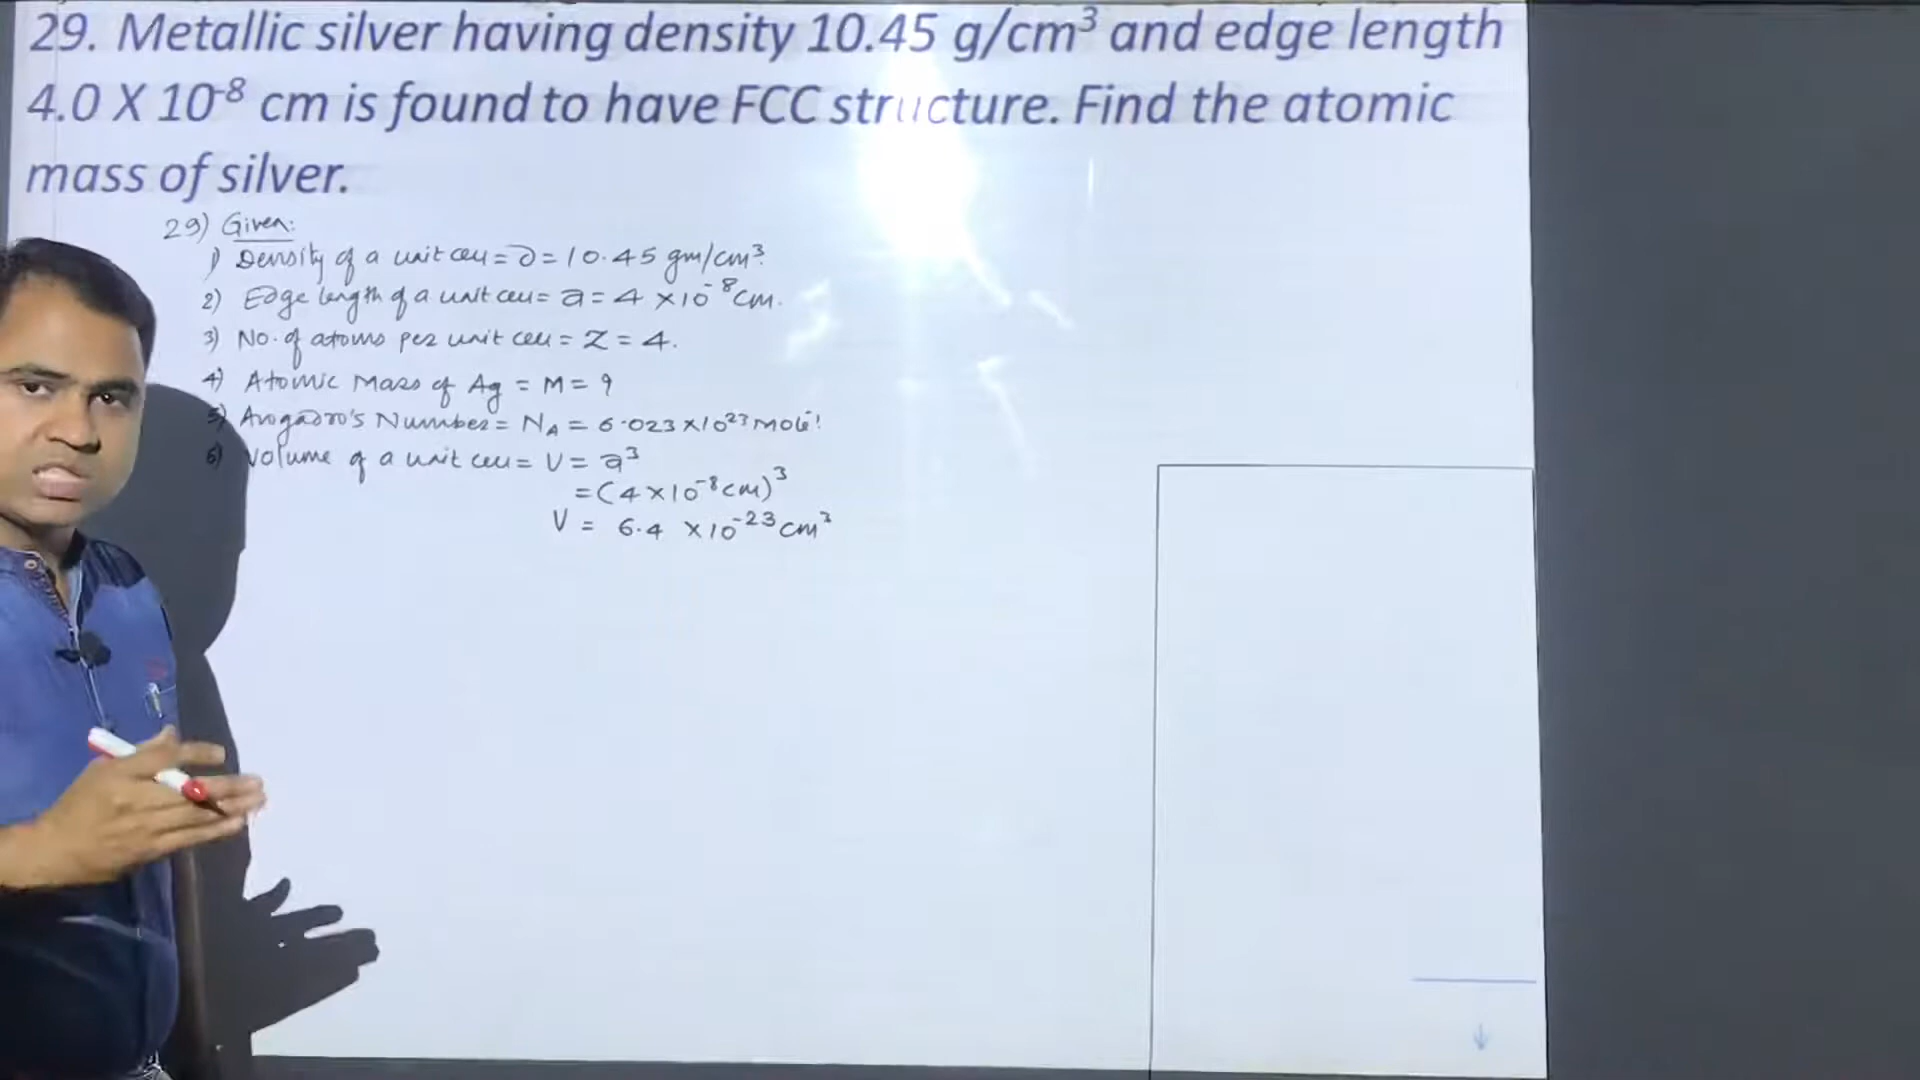 29. Metallic silver having density 10.45 g/cm³ and edge length
4.0 X 10⁻⁸ cm is found to have FCC structure. Find the atomic
mass of silver.
29) Given:
1) Density of a unit cell = d = 10.45 gm/cm³.
2) Edge length of a unit cell = a = 4 × 10⁻⁸ cm.
3) No. of atoms per unit cell = Z = 4.
4) Atomic Mass of Ag = M = ?
5) Avogadro's Number = N_A = 6.023 × 10²³ mole⁻¹
6) Volume of a unit cell = V = a³
= (4 × 10⁻⁸ cm)³
V = 6.4 × 10⁻²³ cm³